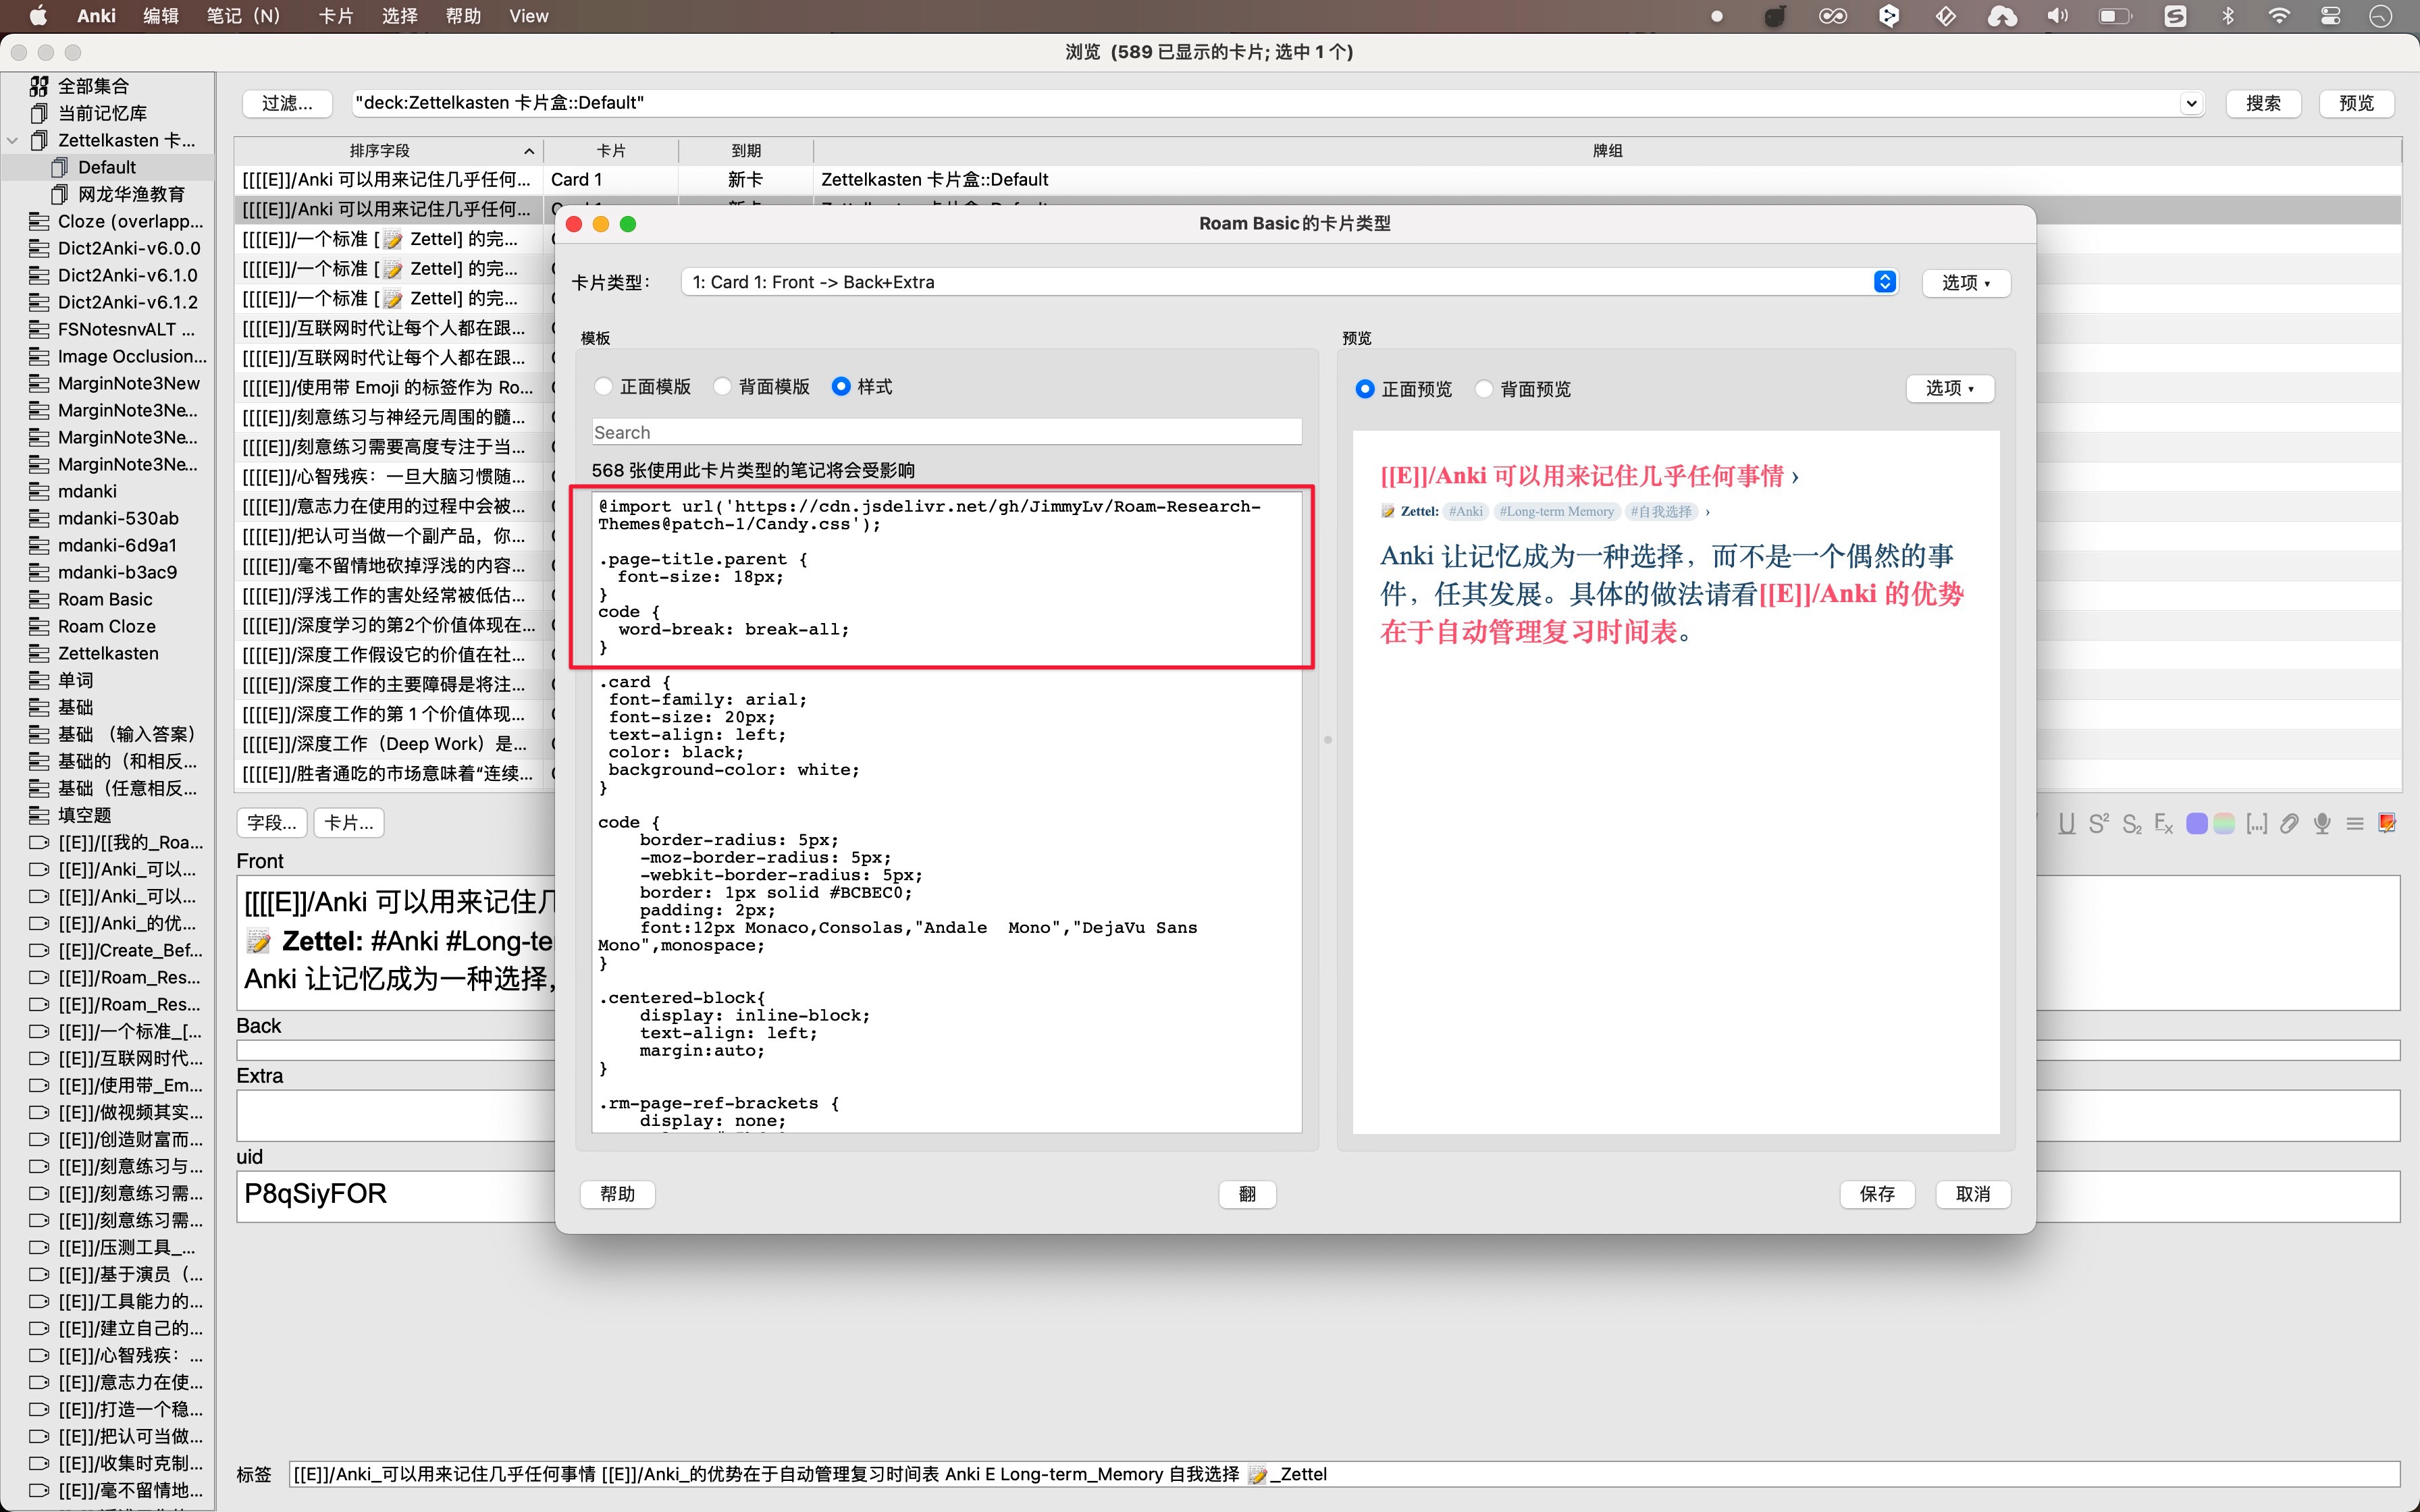 Anki 编辑 笔记（N） 卡片 选择 帮助 View
浏览（589 已显示的卡片; 选中 1 个）
全部集合
当前记忆库
Zettelkasten 卡...
Default
网龙华渔教育
Cloze (overlapp...
Dict2Anki-v6.0.0
Dict2Anki-v6.1.0
Dict2Anki-v6.1.2
FSNotesnvALT ...
Image Occlusion...
MarginNote3New
MarginNote3Ne...
MarginNote3Ne...
MarginNote3Ne...
mdanki
mdanki-530ab
mdanki-6d9a1
mdanki-b3ac9
Roam Basic
Roam Cloze
Zettelkasten
单词
基础
基础 （输入答案）
基础的（和相反...
基础（任意相反...
填空题
[[E]]/[[我的_Roa...
[[E]]/Anki_可以...
[[E]]/Anki_可以...
[[E]]/Anki_的优...
[[E]]/Create_Bef...
[[E]]/Roam_Res...
[[E]]/Roam_Res...
[[E]]/一个标准_[...
[[E]]/互联网时代...
[[E]]/使用带_Em...
[[E]]/做视频其实...
[[E]]/创造财富而...
[[E]]/刻意练习与...
[[E]]/刻意练习需...
[[E]]/刻意练习需...
[[E]]/压测工具_...
[[E]]/基于演员（...
[[E]]/工具能力的...
[[E]]/建立自己的...
[[E]]/心智残疾：...
[[E]]/意志力在使...
[[E]]/打造一个稳...
[[E]]/把认可当做...
[[E]]/收集时克制...
[[E]]/毫不留情地...
过滤... "deck:Zettelkasten 卡片盒::Default" 搜索 预览
排序字段 卡片 到期 牌组
[[[[E]]/Anki 可以用来记住几乎任何... Card 1 新卡 Zettelkasten 卡片盒::Default
[[[[E]]/Anki 可以用来记住几乎任何...
[[[[E]]/一个标准 [📝 Zettel] 的完...
[[[[E]]/一个标准 [📝 Zettel] 的完...
[[[[E]]/一个标准 [📝 Zettel] 的完...
[[[[E]]/互联网时代让每个人都在跟...
[[[[E]]/互联网时代让每个人都在跟...
[[[[E]]/使用带 Emoji 的标签作为 Ro...
[[[[E]]/刻意练习与神经元周围的髓...
[[[[E]]/刻意练习需要高度专注于当...
[[[[E]]/心智残疾：一旦大脑习惯随...
[[[[E]]/意志力在使用的过程中会被...
[[[[E]]/把认可当做一个副产品，你...
[[[[E]]/毫不留情地砍掉浮浅的内容...
[[[[E]]/浮浅工作的害处经常被低估...
[[[[E]]/深度学习的第2个价值体现在...
[[[[E]]/深度工作假设它的价值在社...
[[[[E]]/深度工作的主要障碍是将注...
[[[[E]]/深度工作的第 1 个价值体现...
[[[[E]]/深度工作（Deep Work）是...
[[[[E]]/胜者通吃的市场意味着“连续...
字段... 卡片...
Front
[[[[E]]/Anki 可以用来记住几
📝 Zettel: #Anki #Long-te
Anki 让记忆成为一种选择，
Back
Extra
uid
P8qSiyFOR
标签 [[E]]/Anki_可以用来记住几乎任何事情 [[E]]/Anki_的优势在于自动管理复习时间表 Anki E Long-term_Memory 自我选择 📝_Zettel
Roam Basic的卡片类型
卡片类型： 1: Card 1: Front -> Back+Extra 选项
模板
正面模版 背面模版 样式
Search
568 张使用此卡片类型的笔记将会受影响
@import url('https://cdn.jsdelivr.net/gh/JimmyLv/Roam-Research-
Themes@patch-1/Candy.css');
.page-title.parent {
font-size: 18px;
}
code {
word-break: break-all;
}
.card {
font-family: arial;
font-size: 20px;
text-align: left;
color: black;
background-color: white;
}
code {
border-radius: 5px;
-moz-border-radius: 5px;
-webkit-border-radius: 5px;
border: 1px solid #BCBEC0;
padding: 2px;
font:12px Monaco,Consolas,"Andale  Mono","DejaVu Sans
Mono",monospace;
}
.centered-block{
display: inline-block;
text-align: left;
margin:auto;
}
.rm-page-ref-brackets {
display: none;
预览
正面预览 背面预览 选项
[[E]]/Anki 可以用来记住几乎任何事情 ›
📝 Zettel: #Anki #Long-term Memory #自我选择 ›
Anki 让记忆成为一种选择，而不是一个偶然的事
件，任其发展。具体的做法请看[[E]]/Anki 的优势
在于自动管理复习时间表。
帮助 翻 保存 取消